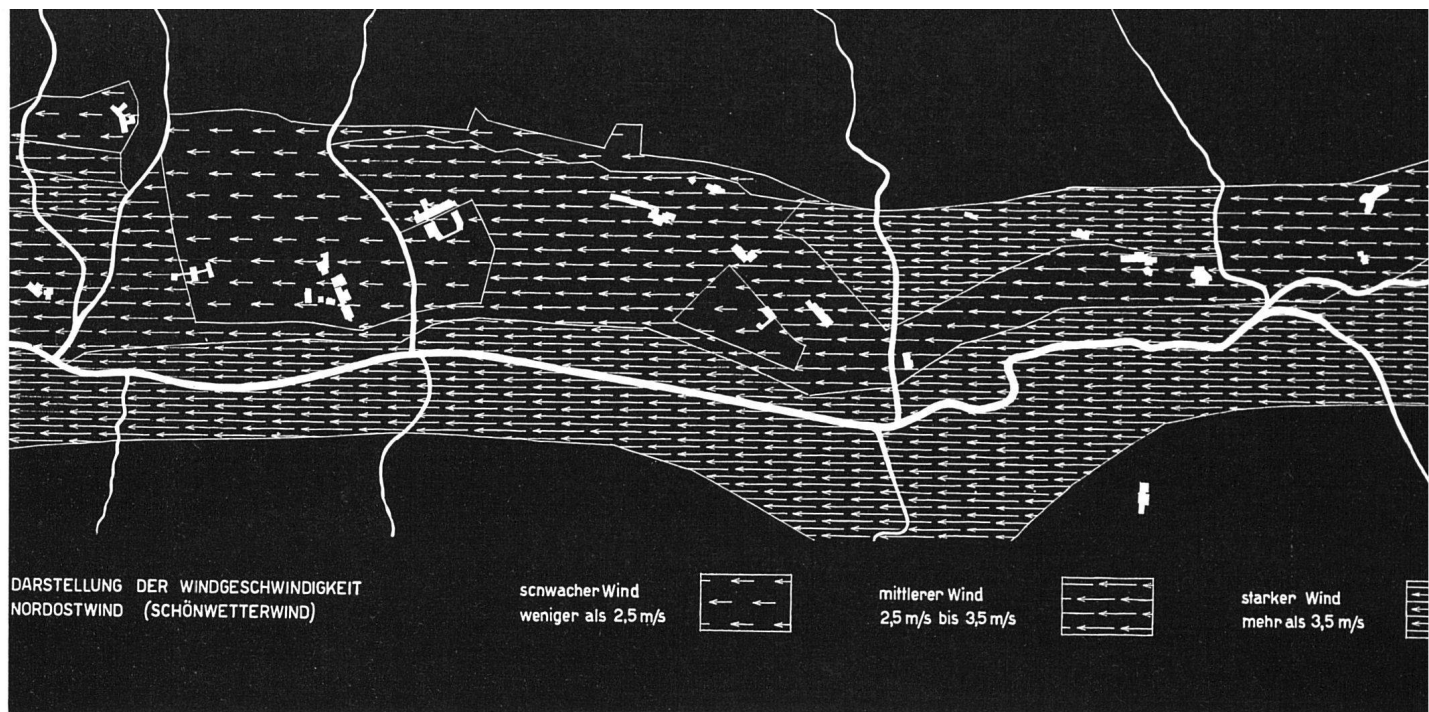 DARSTELLUNG DER WINDGESCHWINDIGKEIT
NORDOSTWIND (SCHÖNWETTERWIND)
scnwacher Wind
weniger als 2,5 m/s
mittlerer Wind
2,5 m/s bis 3,5 m/s
starker Wind
mehr als 3,5 m/s